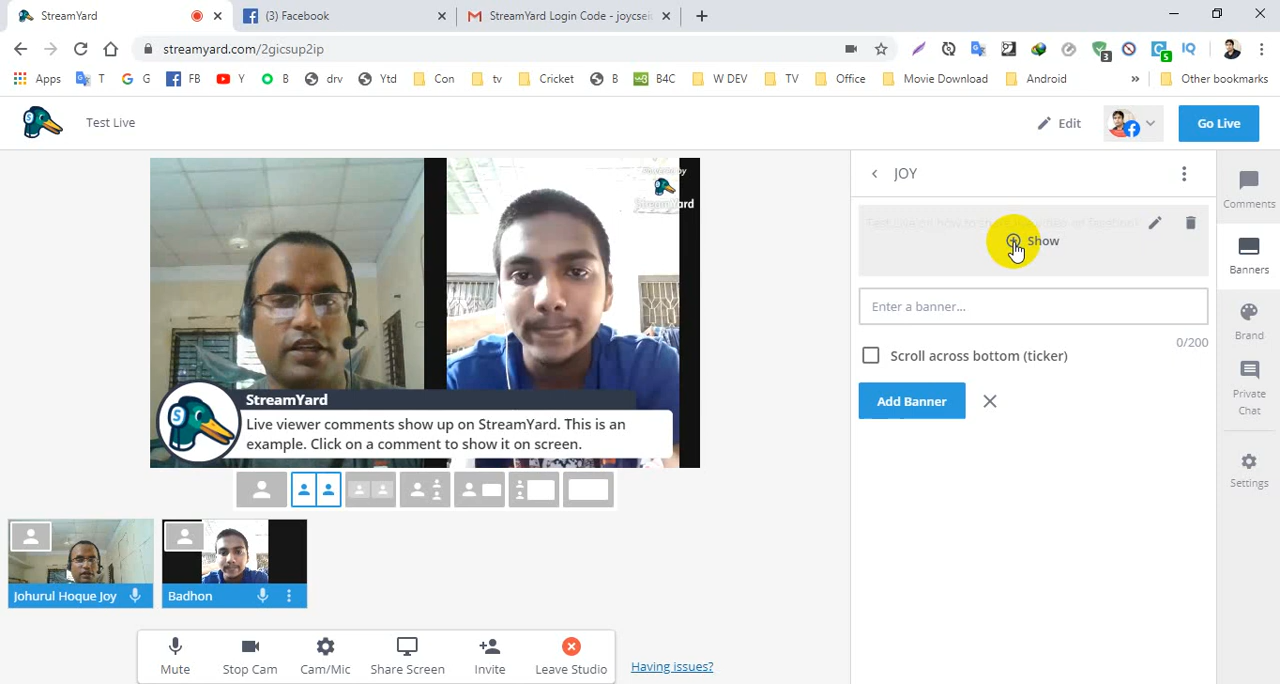 StreamYard
(3) Facebook
StreamYard Login Code - joycsei
streamyard.com/2gicsup2ip
Apps T G FB Y B drv Ytd Con tv Cricket B B4C W DEV TV Office Movie Download Android » Other bookmarks
Test Live
Edit
Go Live
JOY
Show
Enter a banner...
0/200
Scroll across bottom (ticker)
Add Banner
Comments
Banners
Brand
Private
Chat
Settings
Powered by
StreamYard
StreamYard
Live viewer comments show up on StreamYard. This is an
example. Click on a comment to show it on screen.
Johurul Hoque Joy
Badhon
Mute
Stop Cam
Cam/Mic
Share Screen
Invite
Leave Studio
Having issues?